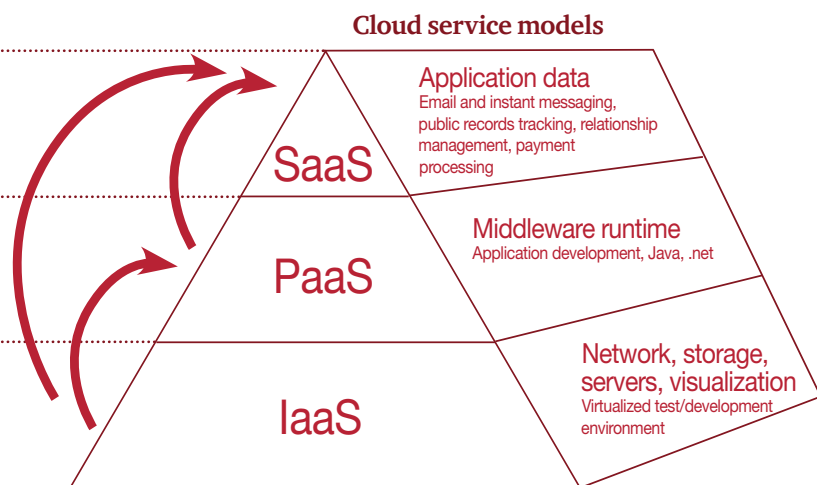 Cloud service models
Application data
Email and instant messaging,
public records tracking, relationship
management, payment
processing
SaaS
Middleware runtime
Application development, Java, .net
PaaS
Network, storage,
servers, visualization
Virtualized test/development
environment
IaaS